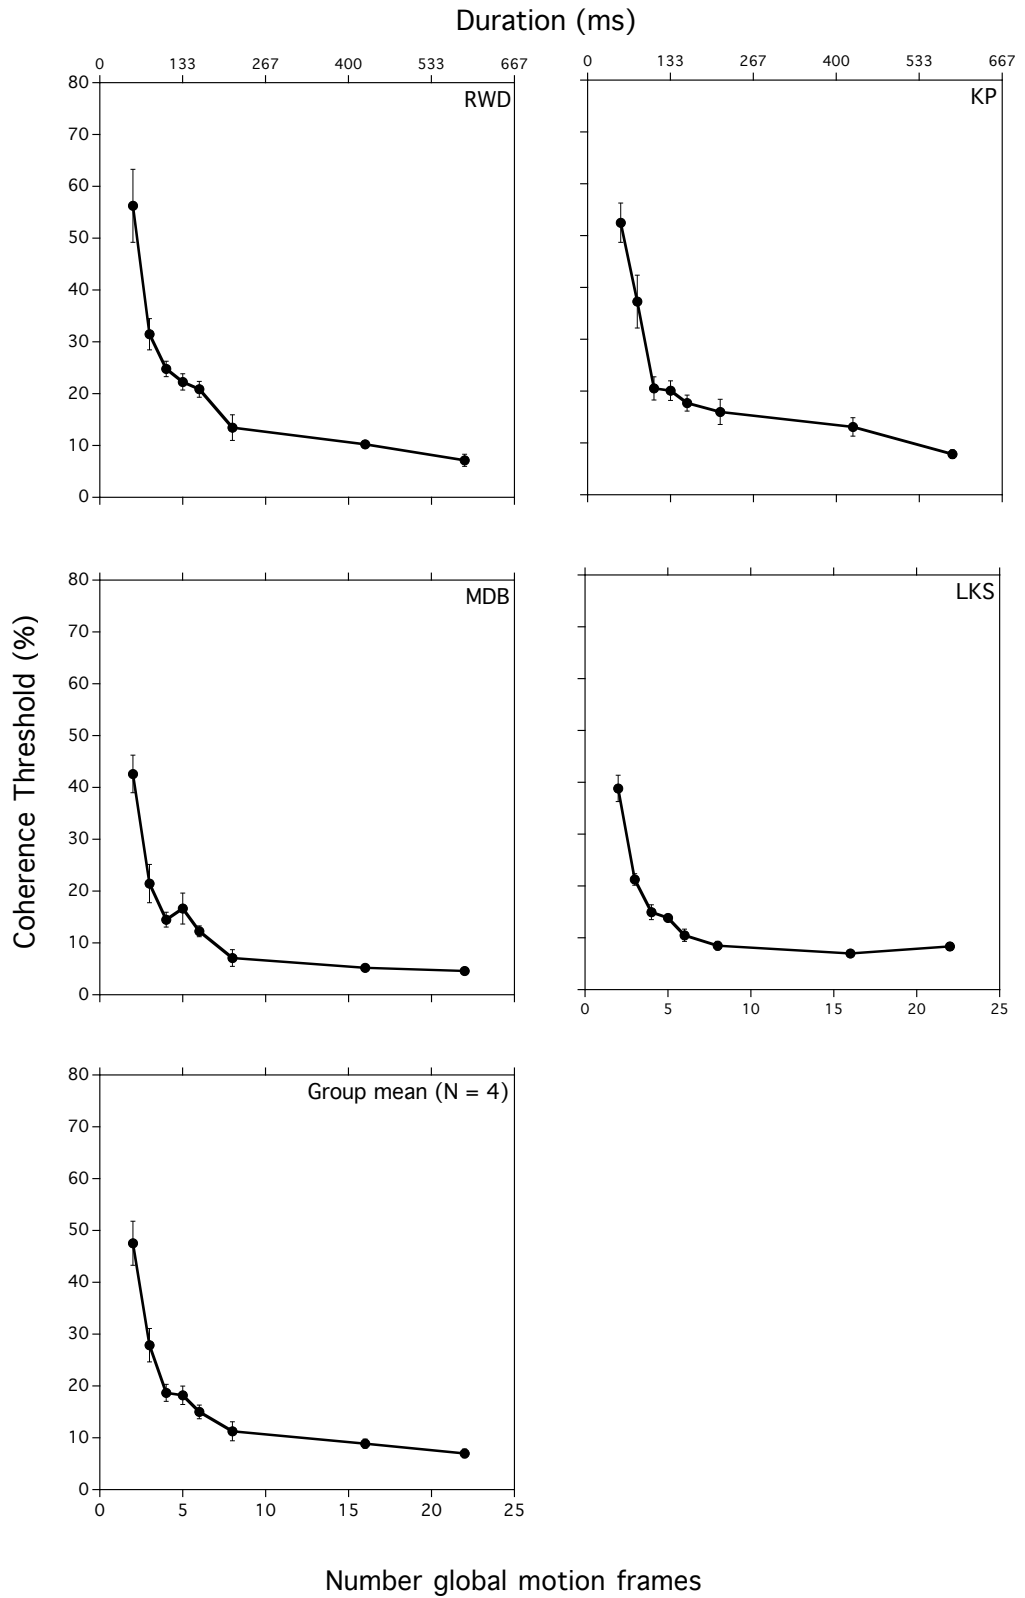 Duration (ms)
0 133 267 400 533 667
0 133 267 400 533 667
RWD
KP
80
70
60
50
40
30
20
10
0
Coherence Threshold (%)
MDB
LKS
80
70
60
50
40
30
20
10
0
0 5 10 15 20 25
Group mean (N = 4)
80
70
60
50
40
30
20
10
0
0 5 10 15 20 25
Number global motion frames